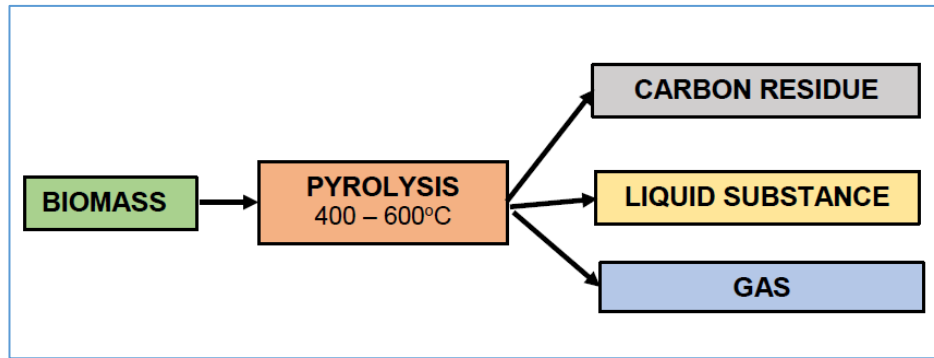 BIOMASS
PYROLYSIS
400 – 600°C
CARBON RESIDUE
LIQUID SUBSTANCE
GAS